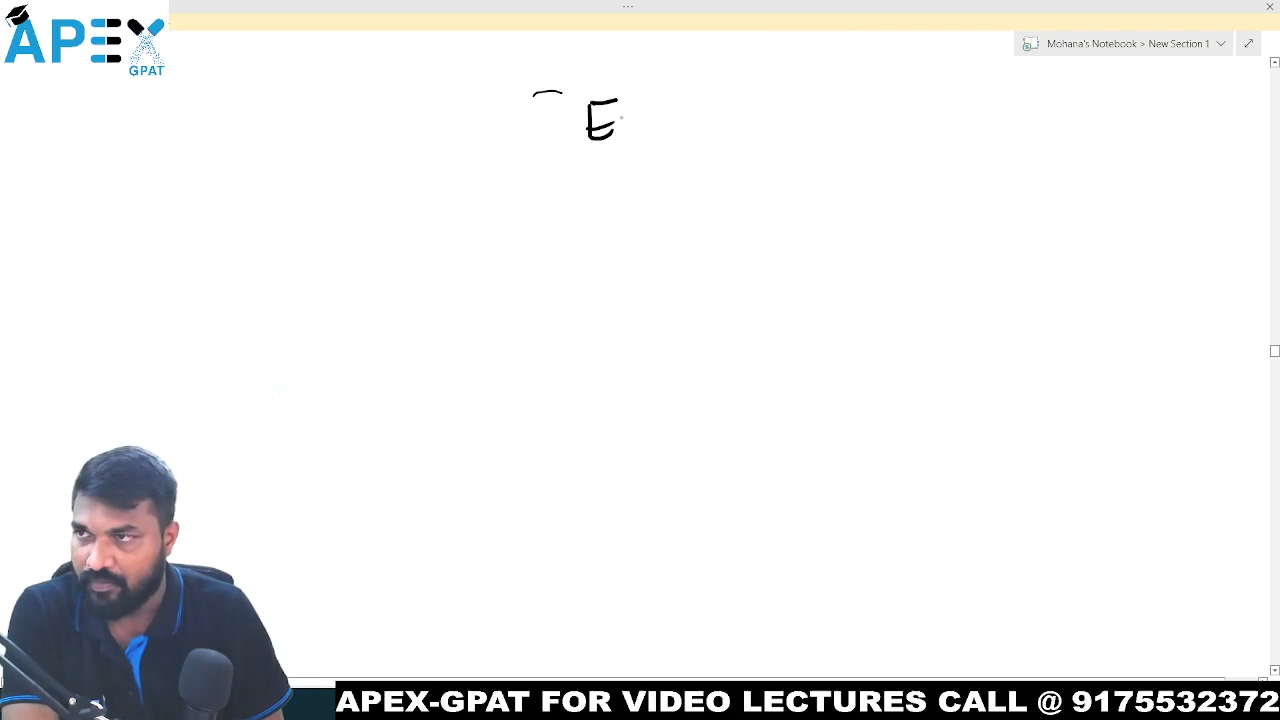 APEX
GPAT
Mohana's Notebook > New Section 1
E
APEX-GPAT FOR VIDEO LECTURES CALL @ 9175532372